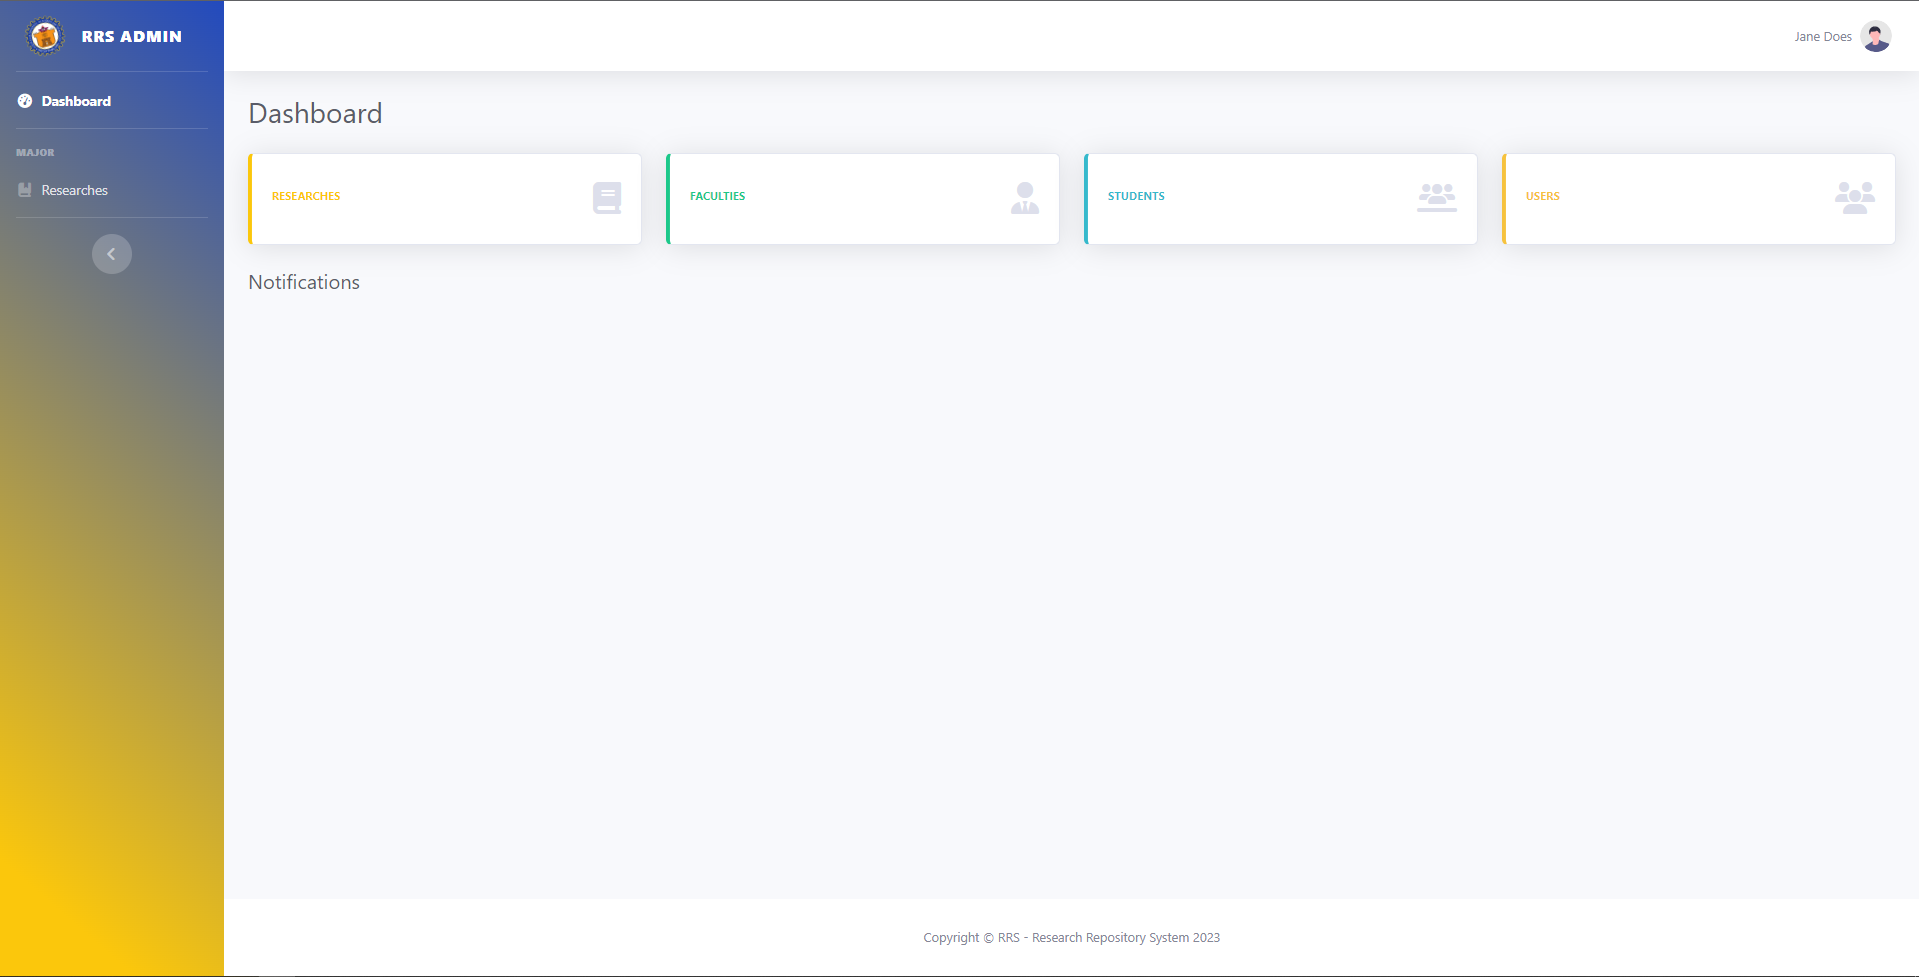 RRS ADMIN
Jane Does
Dashboard
MAJOR
Researches
Dashboard
RESEARCHES
FACULTIES
STUDENTS
USERS
Notifications
Copyright © RRS - Research Repository System 2023